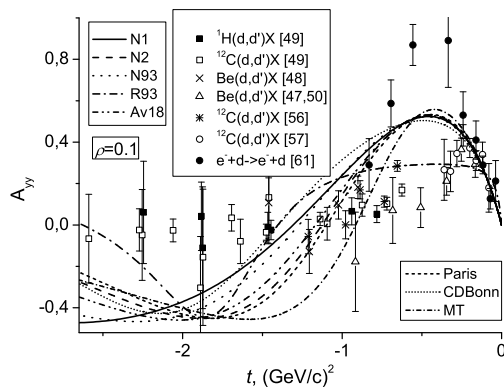 N1
N2
N93
R93
Av18
ρ=0.1
¹H(d,d')X [49]
¹²C(d,d')X [49]
Be(d,d')X [48]
Be(d,d')X [47,50]
¹²C(d,d')X [56]
¹²C(d,d')X [57]
e⁻+d->e⁻+d [61]
Paris
CDBonn
MT
0.8
0.4
0.0
-0.4
A_yy
-2
-1
0
t, (GeV/c)²